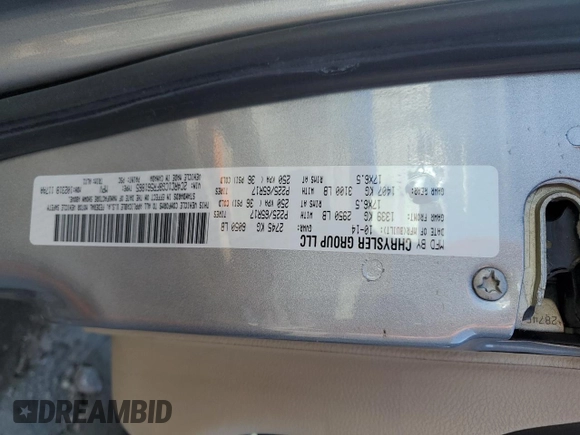 MFD BY CHRYSLER GROUP LLC
DATE OF MFR(BUILT): 10-14 GVWR: 2745 KG 6050 LB
GAWR FRONT: 1339 KG 2950 LB TIRES P225/65R17
17X6.5 RIMS AT 250 KPA( 36 PSI)COLD
GAWR REAR: 1407 KG 3100 LB TIRES P225/65R17
17X6.5 RIMS AT 250 KPA( 36 PSI)COLD
THIS VEHICLE CONFORMS TO ALL APPLICABLE U.S.A. FEDERAL MOTOR VEHICLE SAFETY
STANDARDS IN EFFECT ON THE DATE OF MANUFACTURE SHOWN ABOVE.
TYPE: MPV
VEHICLE MADE IN CANADA
DREAMBID